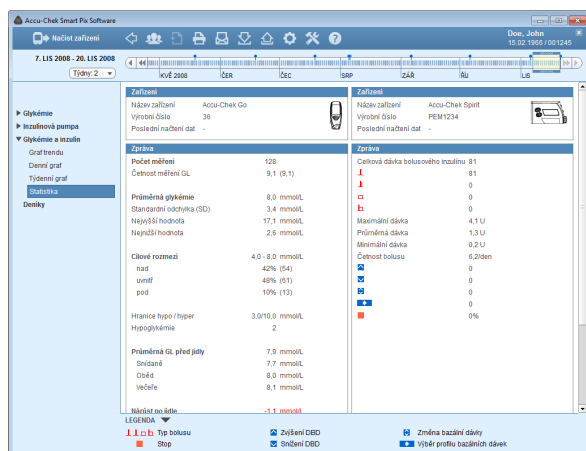 Accu-Chek Smart Pix Software
Načíst zařízení
Doe, John
15.02.1966 / 001245
7. LIS 2008 - 20. LIS 2008
Týdny: 2
KVĚ 2008 ČER ČEC SRP ZÁŘ ŘÍJ LIS
Glykémie
Inzulínová pumpa
Glykémie a inzulín
Graf trendu
Denní graf
Týdenní graf
Statistika
Deníky
Zařízení
Název zařízení Accu-Chek Go
Výrobní číslo 36
Poslední načtení dat -
Zpráva
Počet měření 128
Četnost měření GL 9,1 (9,1)
Průměrná glykémie 8,0 mmol/L
Standardní odchylka (SD) 3,4 mmol/L
Nejvyšší hodnota 17,1 mmol/L
Nejnižší hodnota 2,6 mmol/L
Cílové rozmezí 4,0 - 8,0 mmol/L
nad 42% (54)
uvnitř 48% (61)
pod 10% (13)
Hranice hypo / hyper 3,0/10,0 mmol/L
Hypoglykémie 2
Průměrná GL před jídly 7,9 mmol/L
Snídaně 7,7 mmol/L
Oběd 8,0 mmol/L
Večeře 8,1 mmol/L
Nárůst po jídle -1,1 mmol/L
Zařízení
Název zařízení Accu-Chek Spirit
Výrobní číslo PEM1234
Poslední načtení dat -
Zpráva
Celková dávka bolusového inzulínu 81
81
0
0
0
Maximální dávka 4,1 U
Průměrná dávka 1,3 U
Minimální dávka 0,2 U
Četnost bolusu 6,2/den
0
0
0
0
0%
LEGENDA
Typ bolusu Zvýšení DBD Změna bazální dávky
Stop Snížení DBD Výběr profilu bazálních dávek